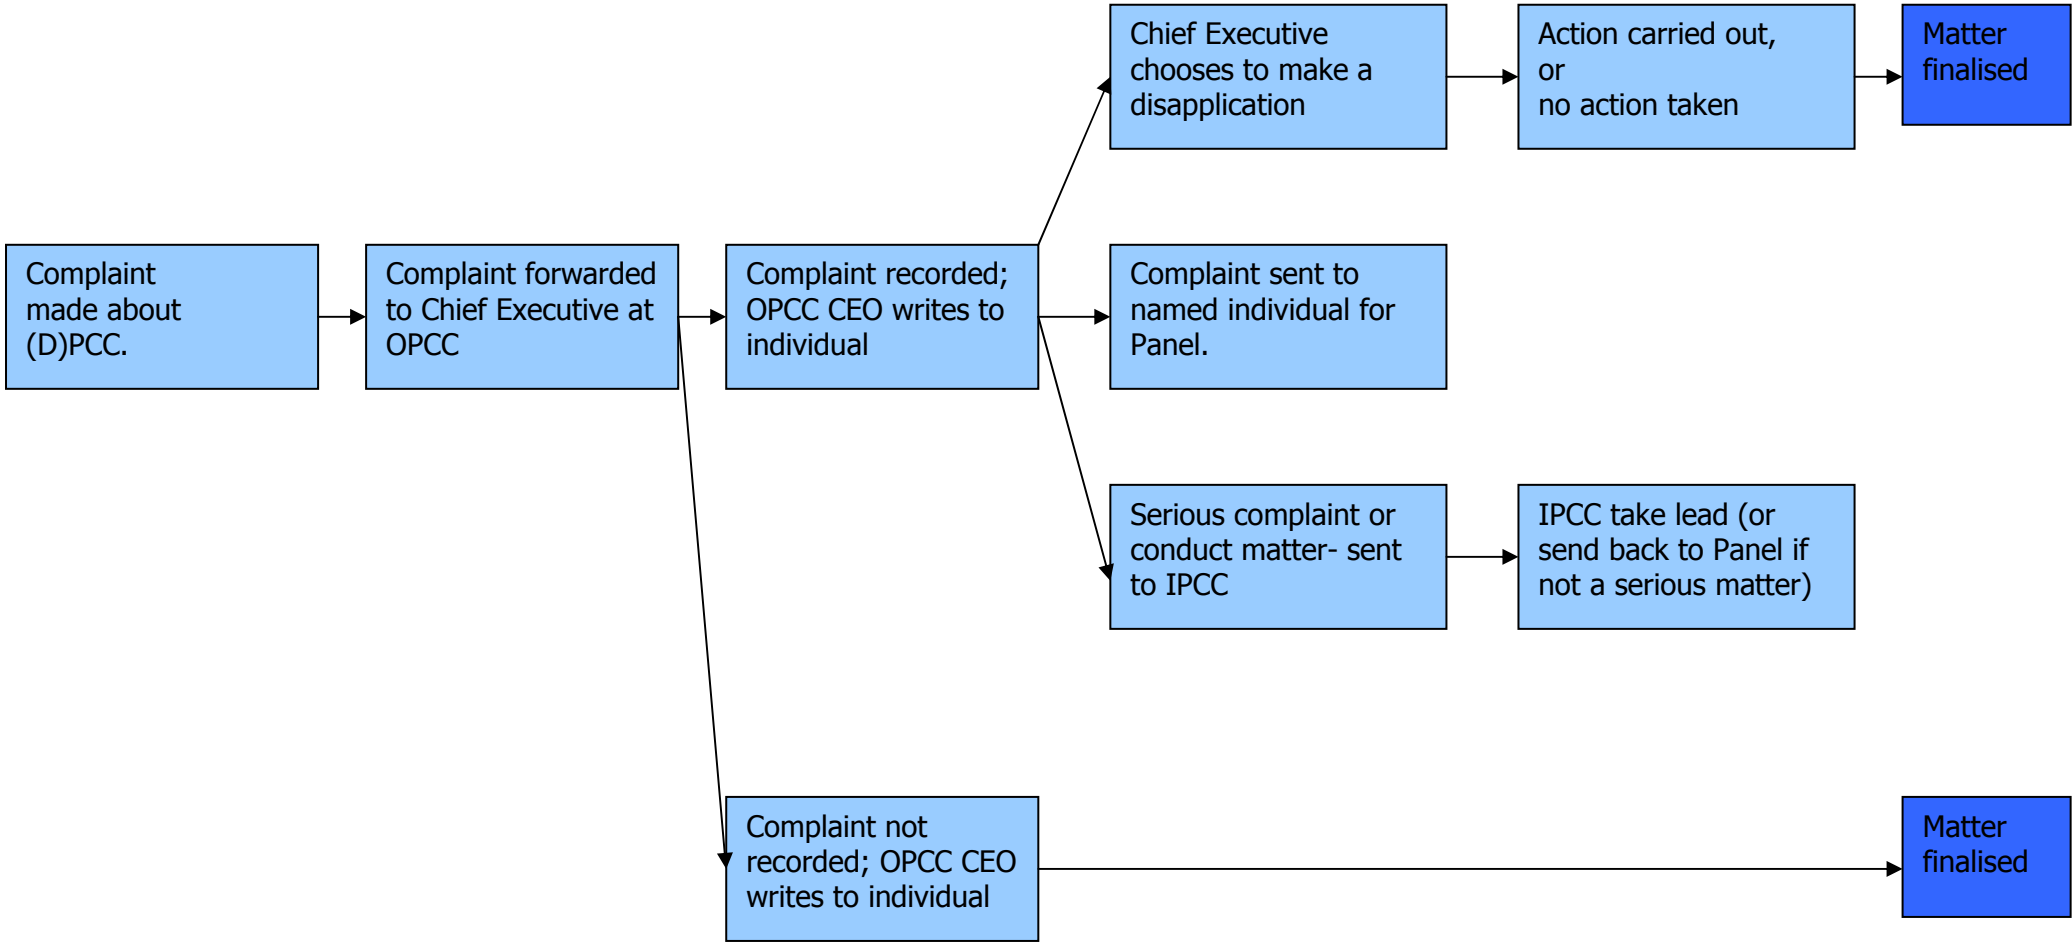 Chief Executive
chooses to make a
disapplication
Action carried out,
or
no action taken
Matter
finalised
Complaint
made about
(D)PCC.
Complaint forwarded
to Chief Executive at
OPCC
Complaint recorded;
OPCC CEO writes to
individual
Complaint sent to
named individual for
Panel.
Serious complaint or
conduct matter- sent
to IPCC
IPCC take lead (or
send back to Panel if
not a serious matter)
Complaint not
recorded; OPCC CEO
writes to individual
Matter
finalised